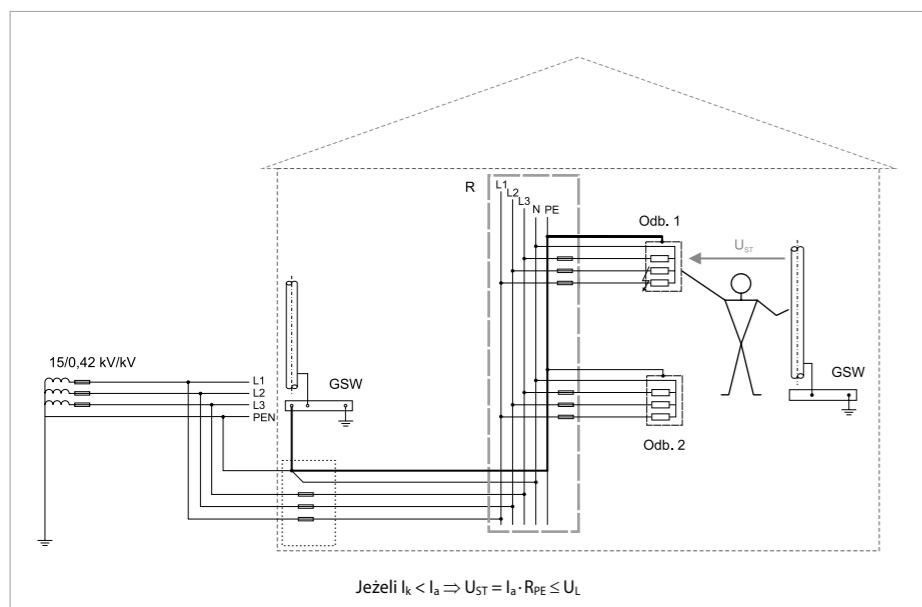 R
L1
L2
L3
N PE
Odb. 1
U_ST
15/0,42 kV/kV
L1
L2
L3
PEN
GSW
GSW
Odb. 2
Jeżeli I_k < I_a ⇒ U_ST = I_a · R_PE ≤ U_L